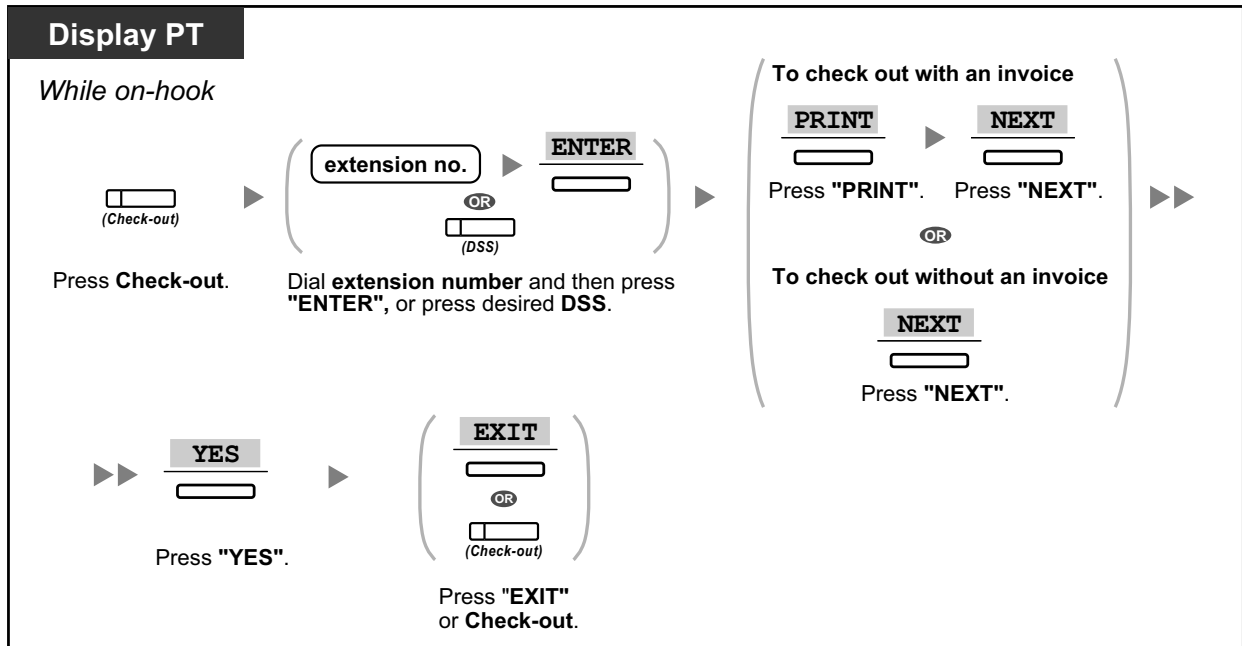 Display PT
While on-hook
(Check-out)
Press Check-out.
extension no.
ENTER
OR
(DSS)
Dial extension number and then press
"ENTER", or press desired DSS.
To check out with an invoice
PRINT
NEXT
Press "PRINT".
Press "NEXT".
OR
To check out without an invoice
NEXT
Press "NEXT".
YES
Press "YES".
EXIT
OR
(Check-out)
Press "EXIT"
or Check-out.